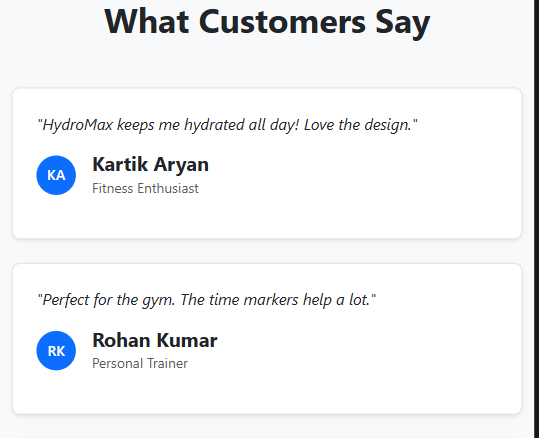 What Customers Say
"HydroMax keeps me hydrated all day! Love the design."
KA
Kartik Aryan
Fitness Enthusiast
"Perfect for the gym. The time markers help a lot."
RK
Rohan Kumar
Personal Trainer